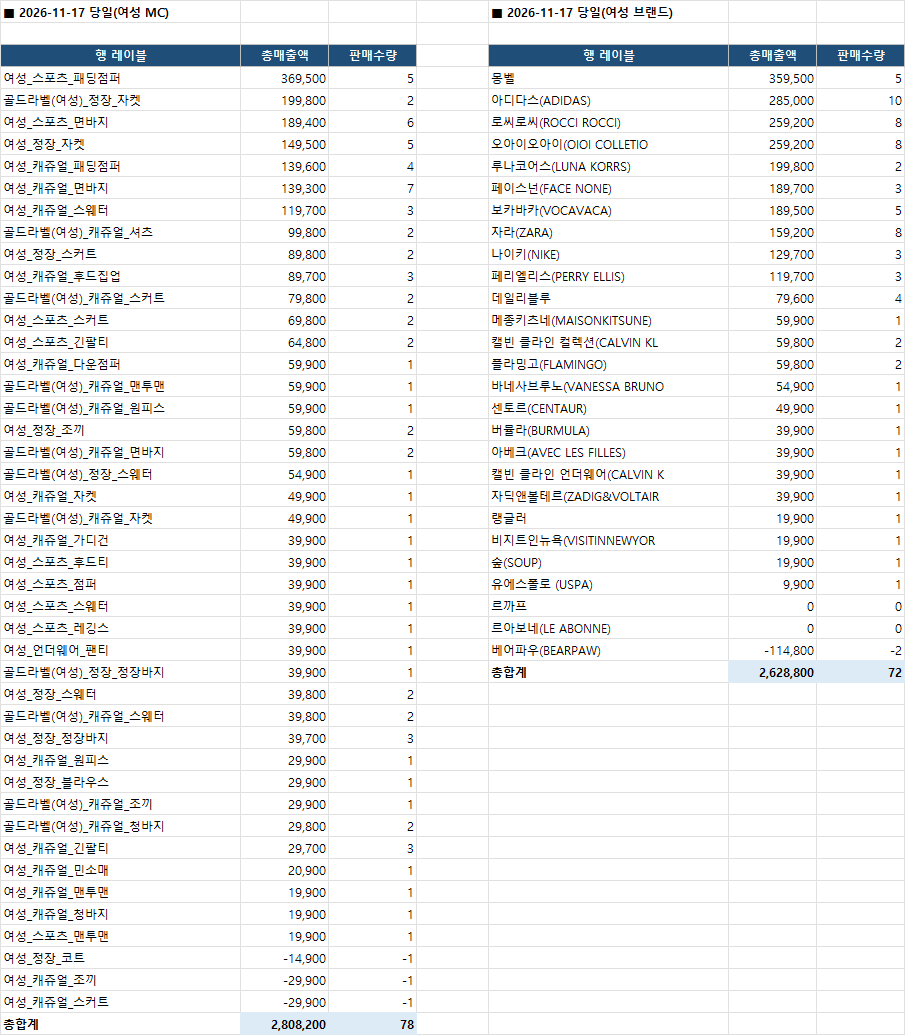 ■ 2026-11-17 당일(여성 MC)
행 레이블 총매출액 판매수량
여성_스포츠_패딩점퍼 369,500 5
골드라벨(여성)_정장_자켓 199,800 2
여성_스포츠_면바지 189,400 6
여성_정장_자켓 149,500 5
여성_캐쥬얼_패딩점퍼 139,600 4
여성_캐쥬얼_면바지 139,300 7
여성_캐쥬얼_스웨터 119,700 3
골드라벨(여성)_캐쥬얼_셔츠 99,800 2
여성_정장_스커트 89,800 2
여성_캐쥬얼_후드집업 89,700 3
골드라벨(여성)_캐쥬얼_스커트 79,800 2
여성_스포츠_스커트 69,800 2
여성_스포츠_긴팔티 64,800 2
여성_캐쥬얼_다운점퍼 59,900 1
골드라벨(여성)_캐쥬얼_맨투맨 59,900 1
골드라벨(여성)_캐쥬얼_원피스 59,900 1
여성_정장_조끼 59,800 2
골드라벨(여성)_캐쥬얼_면바지 59,800 2
골드라벨(여성)_정장_스웨터 54,900 1
여성_캐쥬얼_자켓 49,900 1
골드라벨(여성)_캐쥬얼_자켓 49,900 1
여성_캐쥬얼_가디건 39,900 1
여성_스포츠_후드티 39,900 1
여성_스포츠_점퍼 39,900 1
여성_스포츠_스웨터 39,900 1
여성_스포츠_레깅스 39,900 1
여성_언더웨어_팬티 39,900 1
골드라벨(여성)_정장_정장바지 39,900 1
여성_정장_스웨터 39,800 2
골드라벨(여성)_캐쥬얼_스웨터 39,800 2
여성_정장_정장바지 39,700 3
여성_캐쥬얼_원피스 29,900 1
여성_정장_블라우스 29,900 1
골드라벨(여성)_캐쥬얼_조끼 29,900 1
골드라벨(여성)_캐쥬얼_청바지 29,800 2
여성_캐쥬얼_긴팔티 29,700 3
여성_캐쥬얼_민소매 20,900 1
여성_캐쥬얼_맨투맨 19,900 1
여성_캐쥬얼_청바지 19,900 1
여성_스포츠_맨투맨 19,900 1
여성_정장_코트 -14,900 -1
여성_캐쥬얼_조끼 -29,900 -1
여성_캐쥬얼_스커트 -29,900 -1
총합계 2,808,200 78
■ 2026-11-17 당일(여성 브랜드)
행 레이블 총매출액 판매수량
몽벨 359,500 5
아디다스(ADIDAS) 285,000 10
로씨로씨(ROCCI ROCCI) 259,200 8
오아이오아이(OIOI COLLETIO 259,200 8
루나코어스(LUNA KORRS) 199,800 2
페이스넌(FACE NONE) 189,700 3
보카바카(VOCAVACA) 189,500 5
자라(ZARA) 159,200 8
나이키(NIKE) 129,700 3
페리엘리스(PERRY ELLIS) 119,700 3
데일리블루 79,600 4
메종키츠네(MAISONKITSUNE) 59,900 1
캘빈 클라인 컬렉션(CALVIN KL 59,800 2
플라밍고(FLAMINGO) 59,800 2
바네사브루노(VANESSA BRUNO 54,900 1
센토르(CENTAUR) 49,900 1
버뮬라(BURMULA) 39,900 1
아베크(AVEC LES FILLES) 39,900 1
캘빈 클라인 언더웨어(CALVIN K 39,900 1
자딕앤볼테르(ZADIG&VOLTAIR 39,900 1
랭글러 19,900 1
비지트인뉴욕(VISITINNEWYOR 19,900 1
숲(SOUP) 19,900 1
유에스폴로 (USPA) 9,900 1
르까프 0 0
르아보네(LE ABONNE) 0 0
베어파우(BEARPAW) -114,800 -2
총합계 2,628,800 72